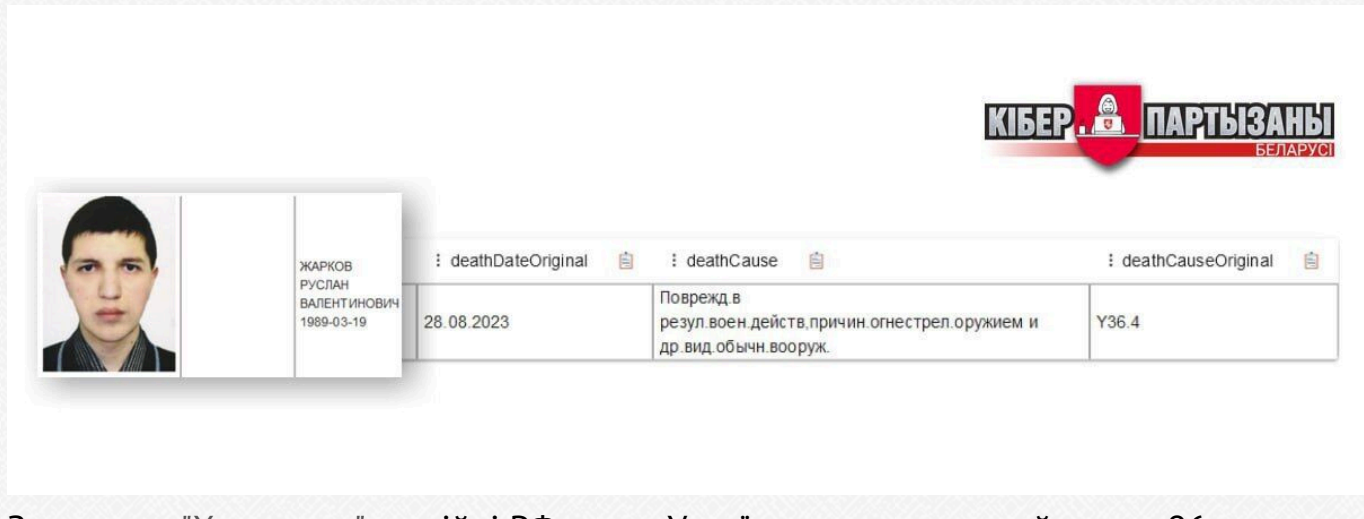 КІБЕР ПАРТЫЗАНЫ
БЕЛАРУСІ
ЖАРКОВ
РУСЛАН
ВАЛЕНТИНОВИЧ
1989-03-19
deathDateOriginal
deathCause
deathCauseOriginal
28.08.2023
Поврежд.в
резул.воен.действ,причин.огнестрел.оружием и
др.вид.обычн.вооруж.
Y36.4